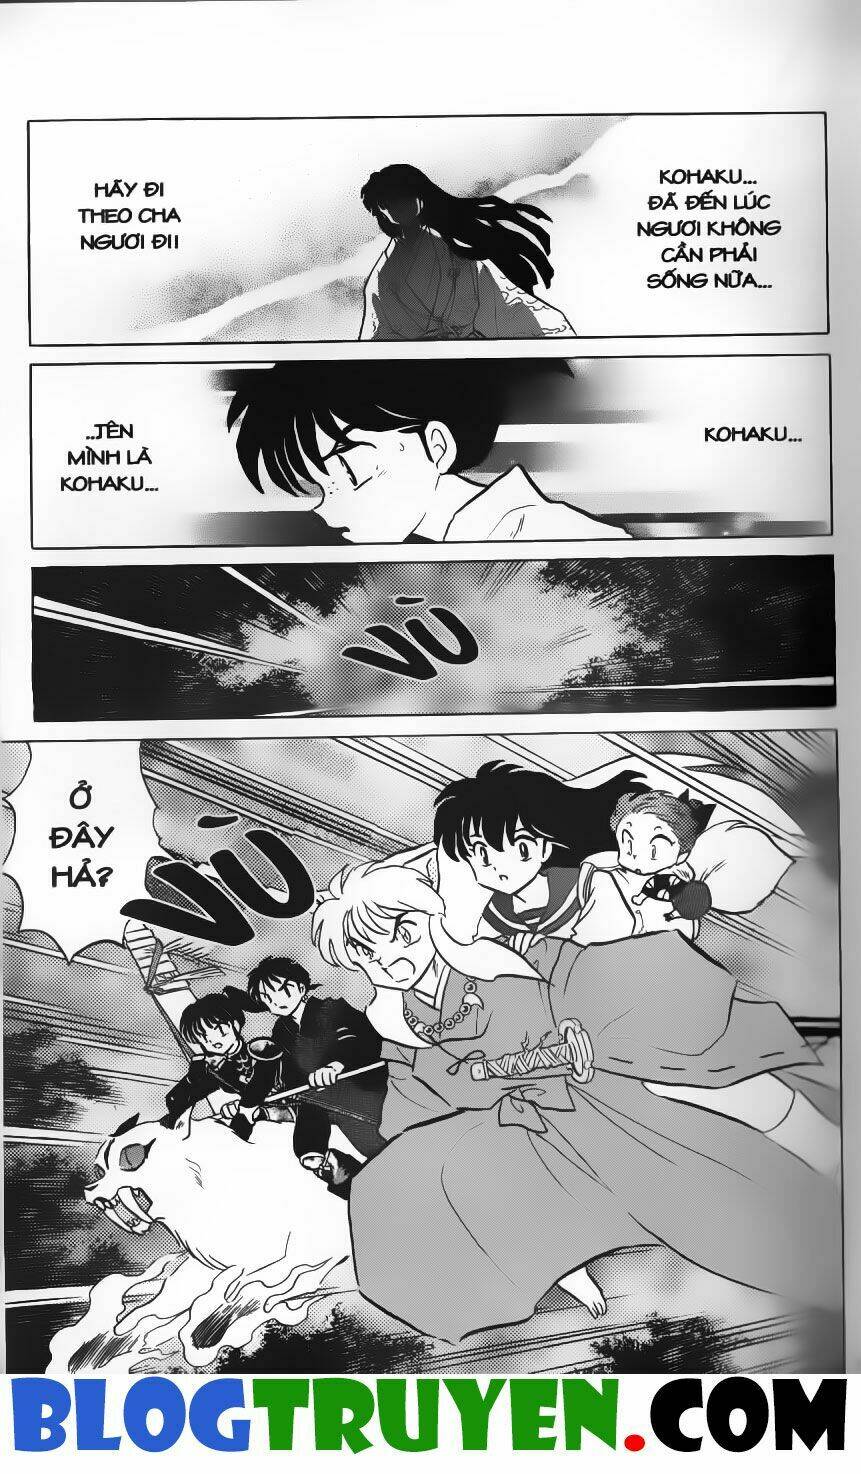 KOHAKU...
ĐÃ ĐẾN LÚC
NGƯƠI KHÔNG
CẦN PHẢI
SỐNG NỮA...
HÃY ĐI
THEO CHA
NGƯƠI ĐI!
KOHAKU...
...TÊN
MÌNH LÀ
KOHAKU...
VÙ
Ở
ĐÂY
HẢ?
VÙ
BLOGTRUYEN.COM